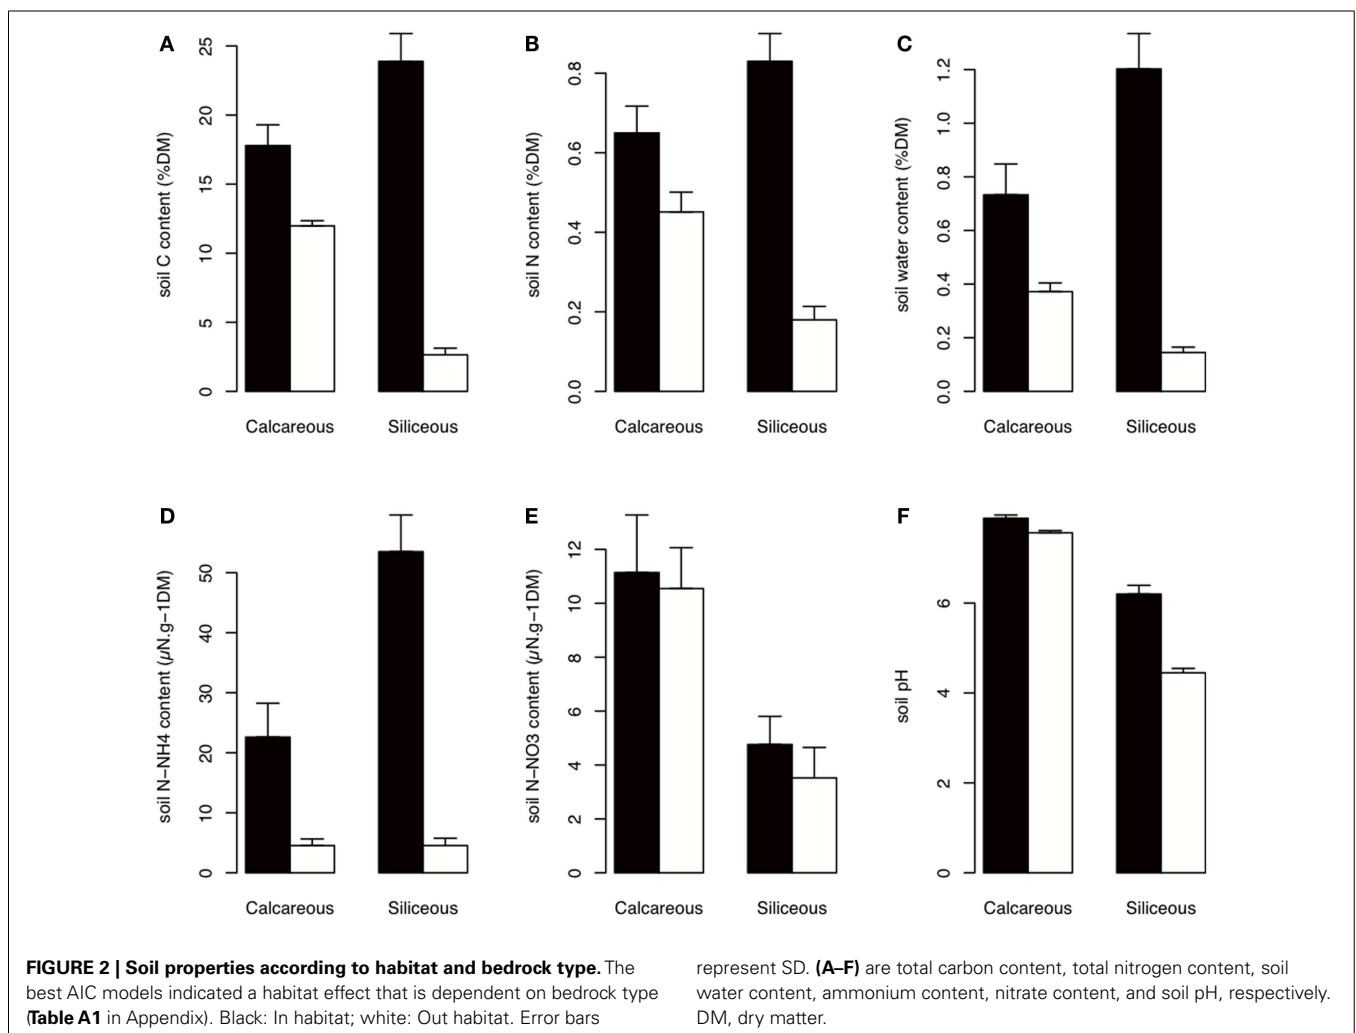 A
soil C content (%DM)
0
5
10
15
20
25
Calcareous
Siliceous
B
soil N content (%DM)
0.0
0.2
0.4
0.6
0.8
Calcareous
Siliceous
C
soil water content (%DM)
0.0
0.2
0.4
0.6
0.8
1.0
1.2
Calcareous
Siliceous
D
soil N−NH4 content (µN.g−1DM)
0
10
20
30
40
50
Calcareous
Siliceous
E
soil N−NO3 content (µN.g−1DM)
0
2
4
6
8
10
12
Calcareous
Siliceous
F
soil pH
0
2
4
6
Calcareous
Siliceous
FIGURE 2 | Soil properties according to habitat and bedrock type. The
best AIC models indicated a habitat effect that is dependent on bedrock type
(Table A1 in Appendix). Black: In habitat; white: Out habitat. Error bars
represent SD. (A–F) are total carbon content, total nitrogen content, soil
water content, ammonium content, nitrate content, and soil pH, respectively.
DM, dry matter.